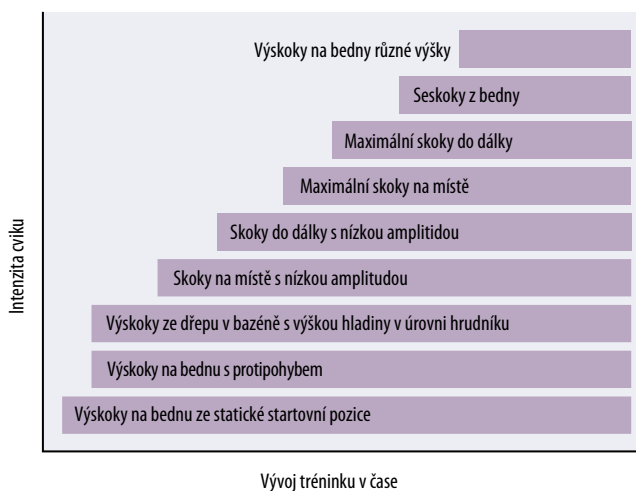 Výskoky na bedny různé výšky
Seskoky z bedny
Maximální skoky do dálky
Maximální skoky na místě
Skoky do dálky s nízkou amplitidou
Skoky na místě s nízkou amplitudou
Výskoky ze dřepu v bazéně s výškou hladiny v úrovni hrudníku
Výskoky na bednu s protipohybem
Výskoky na bednu ze statické startovní pozice
Intenzita cviku
Vývoj tréninku v čase